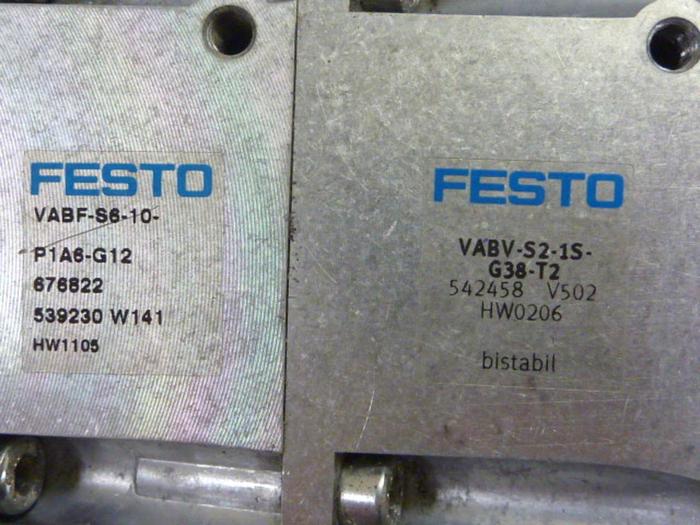 FESTO
VABF-S6-10-
P1A6-G12
676822
539230 W141
HW1105
FESTO
VABV-S2-1S-
G38-T2
542458 V502
HW0206
bistabil